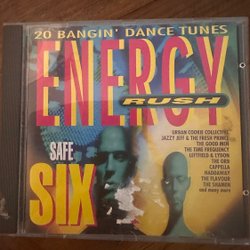 20 BANGIN' DANCE TUNES
ENERGY
RUSH
SAFE
SIX
URBAN COOKIE COLLECTIVE
JAZZY JEFF & THE FRESH PRINCE
THE GOOD MEN
THE TIME FREQUENCY
LEFTFIELD & LYDON
THE ORB
CAPPELLA
HADDAWAY
THE FLAVOUR
THE SHAMEN
and many more